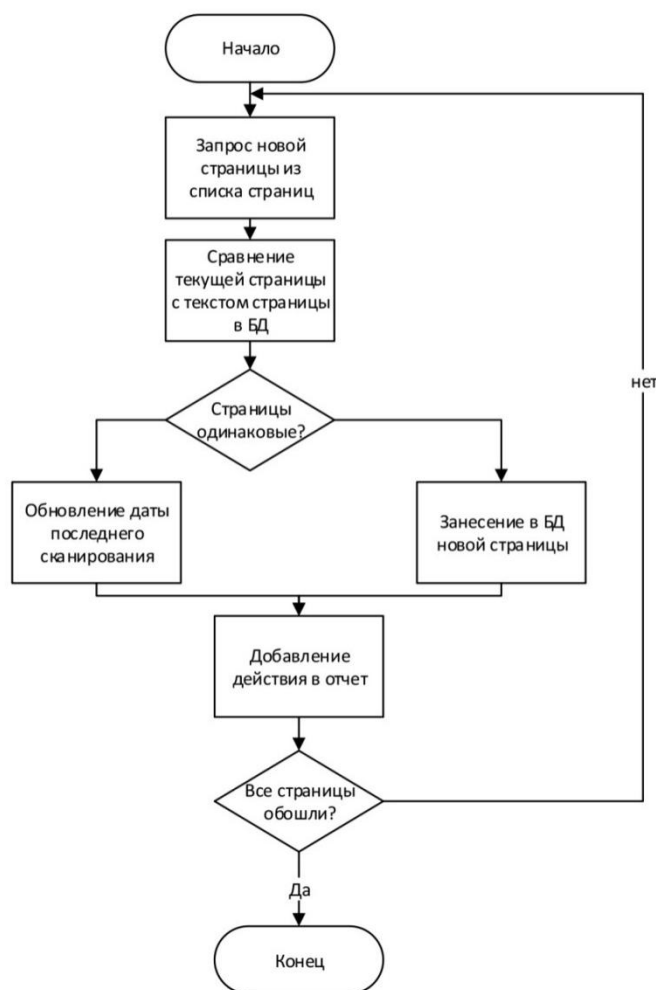 Начало
Запрос новой
страницы из
списка страниц
Сравнение
текущей страницы
с текстом страницы
в БД
нет
Страницы
одинаковые?
Обновление даты
последнего
сканирования
Занесение в БД
новой страницы
Добавление
действия в отчет
Все страницы
обошли?
Да
Конец